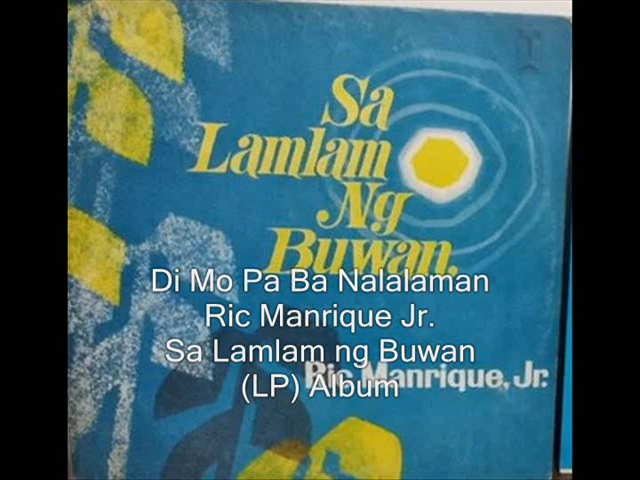 Sa
Lamlam
Ng
Buwan.
Di Mo Pa Ba Nalalaman
Ric Manrique Jr.
Sa Lamlam ng Buwan
(LP) Album
Ric Manrique, Jr.